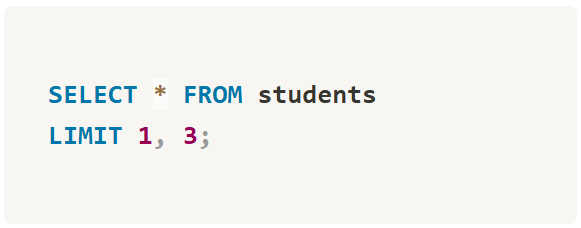 SELECT * FROM students
LIMIT 1, 3;